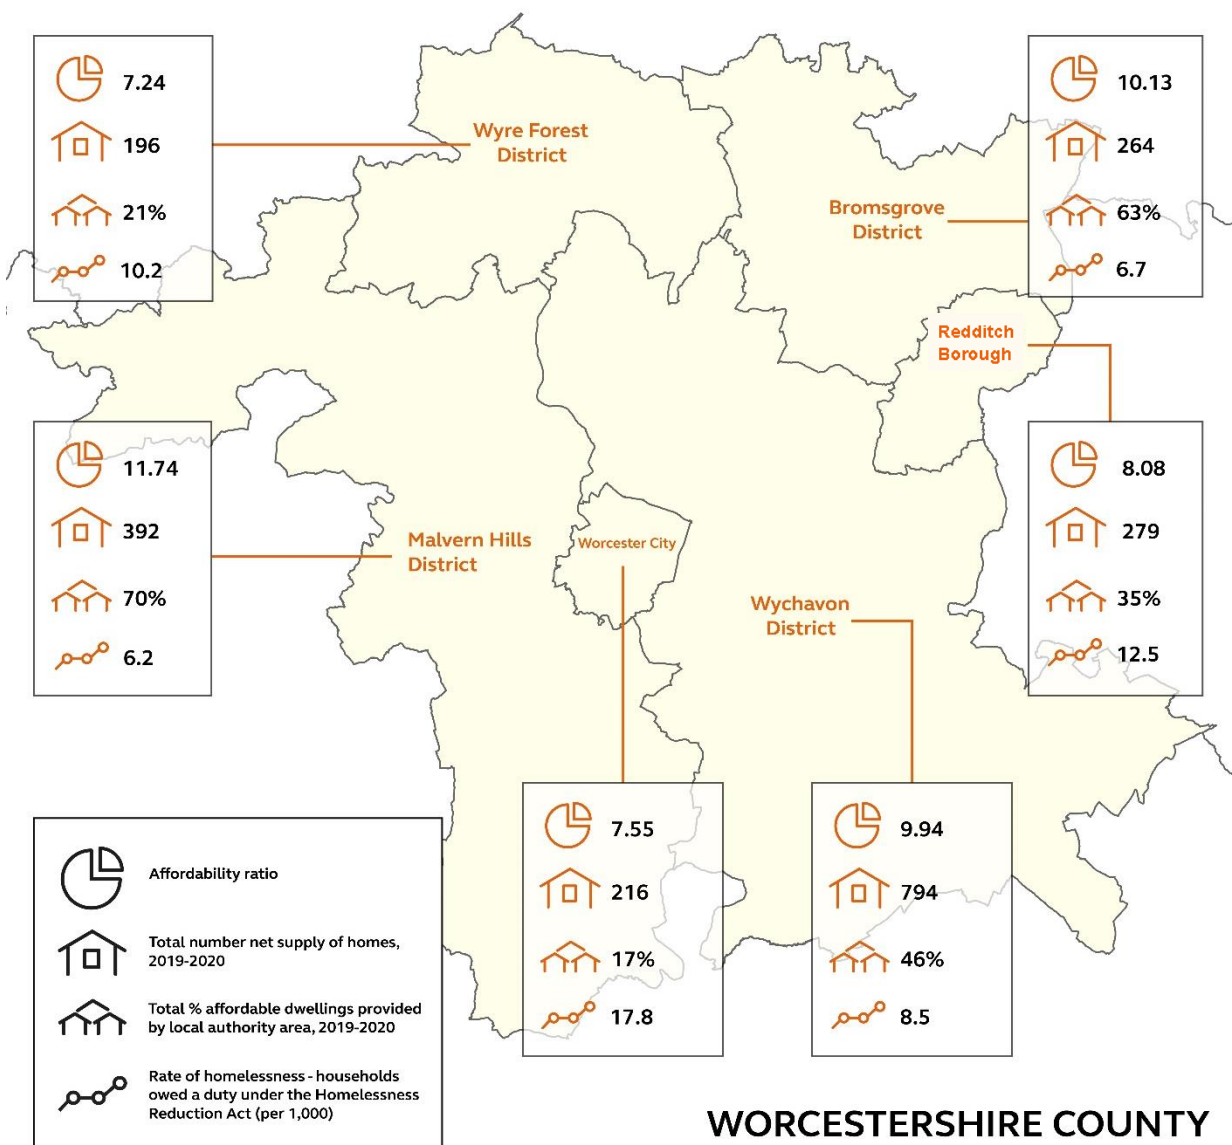 7.24
196
21%
10.2
Wyre Forest
District
10.13
264
63%
6.7
Bromsgrove
District
Redditch
Borough
11.74
392
70%
6.2
Malvern Hills
District
Worcester City
Wychavon
District
8.08
279
35%
12.5
7.55
216
17%
17.8
9.94
794
46%
8.5
Affordability ratio
Total number net supply of homes,
2019-2020
Total % affordable dwellings provided
by local authority area, 2019-2020
Rate of homelessness - households
owed a duty under the Homelessness
Reduction Act (per 1,000)
WORCESTERSHIRE COUNTY